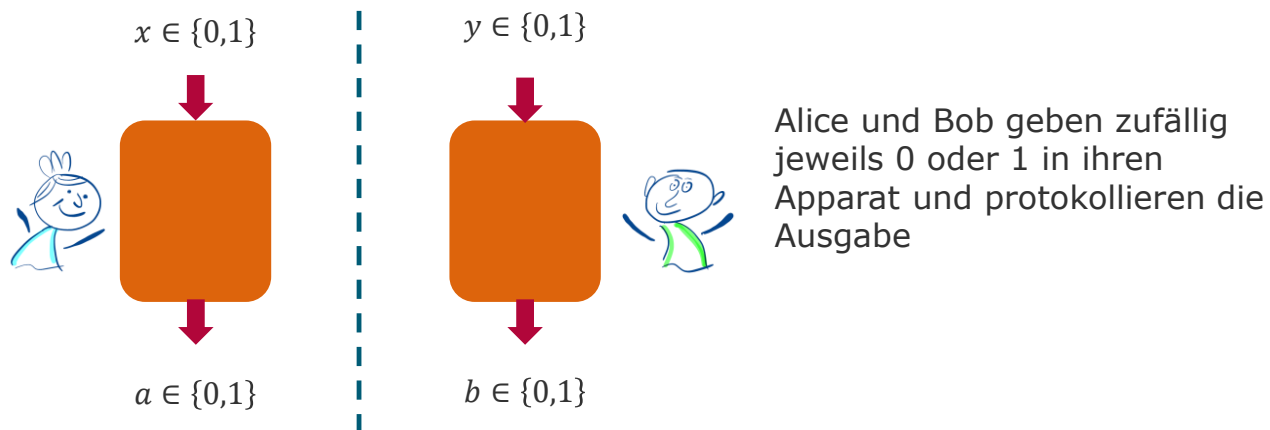 x ∈ {0,1}
y ∈ {0,1}
Alice und Bob geben zufällig
jeweils 0 oder 1 in ihren
Apparat und protokollieren die
Ausgabe
a ∈ {0,1}
b ∈ {0,1}